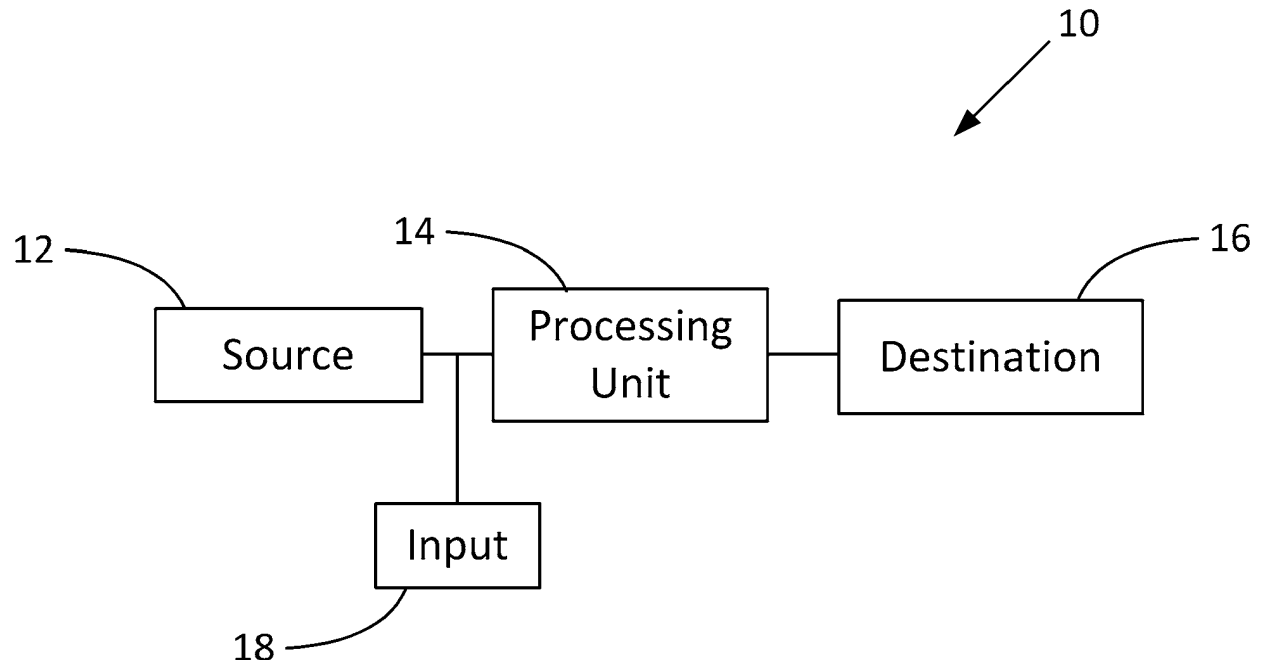 10
14
12
16
Source
Processing
Unit
Destination
Input
18